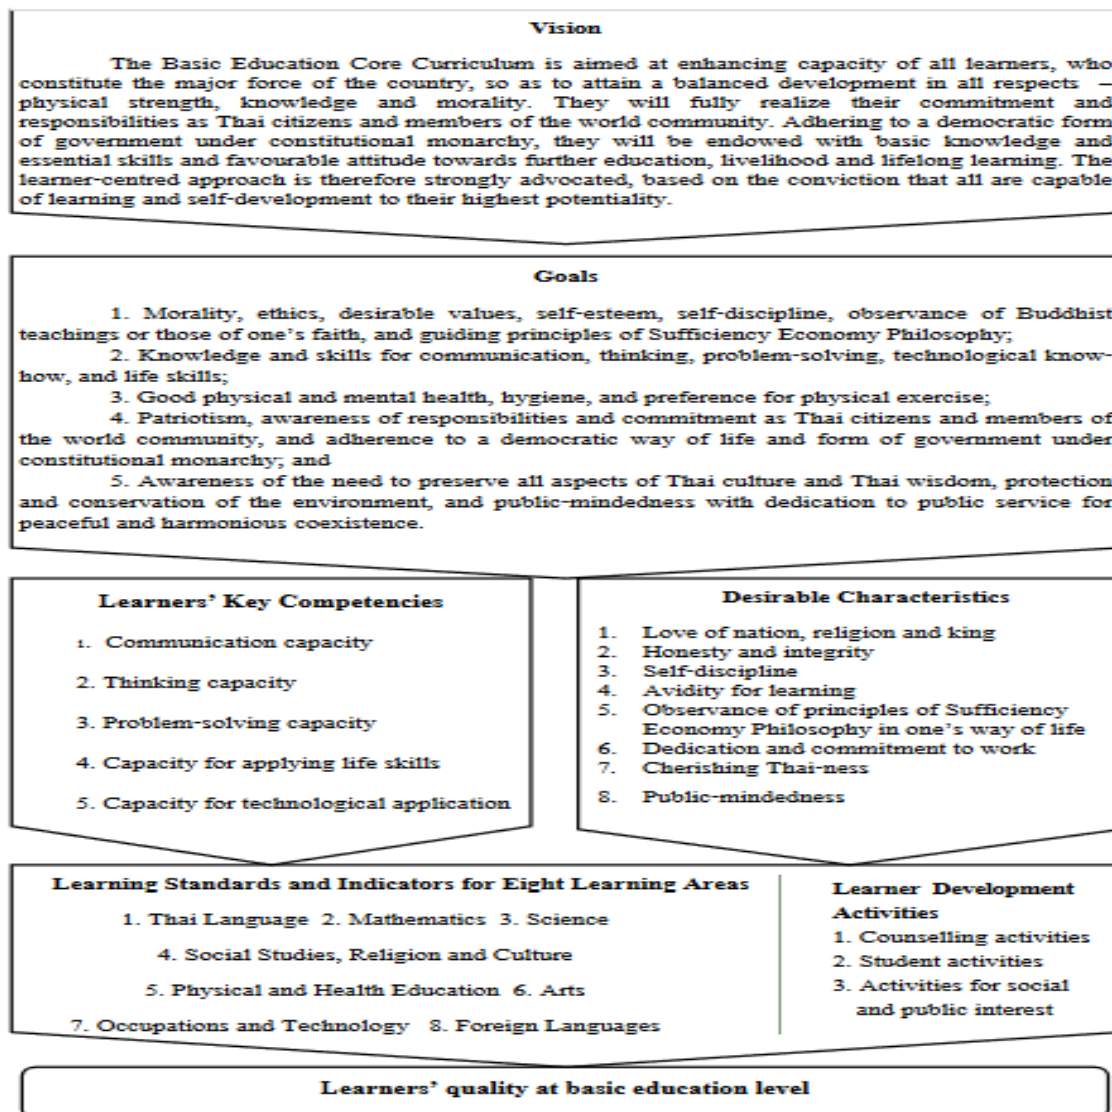 Vision
The Basic Education Core Curriculum is aimed at enhancing capacity of all learners, who
constitute the major force of the country, so as to attain a balanced development in all respects –
physical strength, knowledge and morality. They will fully realize their commitment and
responsibilities as Thai citizens and members of the world community. Adhering to a democratic form
of government under constitutional monarchy, they will be endowed with basic knowledge and
essential skills and favourable attitude towards further education, livelihood and lifelong learning. The
learner-centred approach is therefore strongly advocated, based on the conviction that all are capable
of learning and self-development to their highest potentiality.
Goals
1. Morality, ethics, desirable values, self-esteem, self-discipline, observance of Buddhist
teachings or those of one's faith, and guiding principles of Sufficiency Economy Philosophy;
2. Knowledge and skills for communication, thinking, problem-solving, technological know-
how, and life skills;
3. Good physical and mental health, hygiene, and preference for physical exercise;
4. Patriotism, awareness of responsibilities and commitment as Thai citizens and members of
the world community, and adherence to a democratic way of life and form of government under
constitutional monarchy; and
5. Awareness of the need to preserve all aspects of Thai culture and Thai wisdom, protection
and conservation of the environment, and public-mindedness with dedication to public service for
peaceful and harmonious coexistence.
Learners' Key Competencies
1. Communication capacity
2. Thinking capacity
3. Problem-solving capacity
4. Capacity for applying life skills
5. Capacity for technological application
Desirable Characteristics
1. Love of nation, religion and king
2. Honesty and integrity
3. Self-discipline
4. Avidity for learning
5. Observance of principles of Sufficiency
Economy Philosophy in one's way of life
6. Dedication and commitment to work
7. Cherishing Thai-ness
8. Public-mindedness
Learning Standards and Indicators for Eight Learning Areas
1. Thai Language 2. Mathematics 3. Science
4. Social Studies, Religion and Culture
5. Physical and Health Education 6. Arts
7. Occupations and Technology 8. Foreign Languages
Learner Development
Activities
1. Counselling activities
2. Student activities
3. Activities for social
and public interest
Learners' quality at basic education level